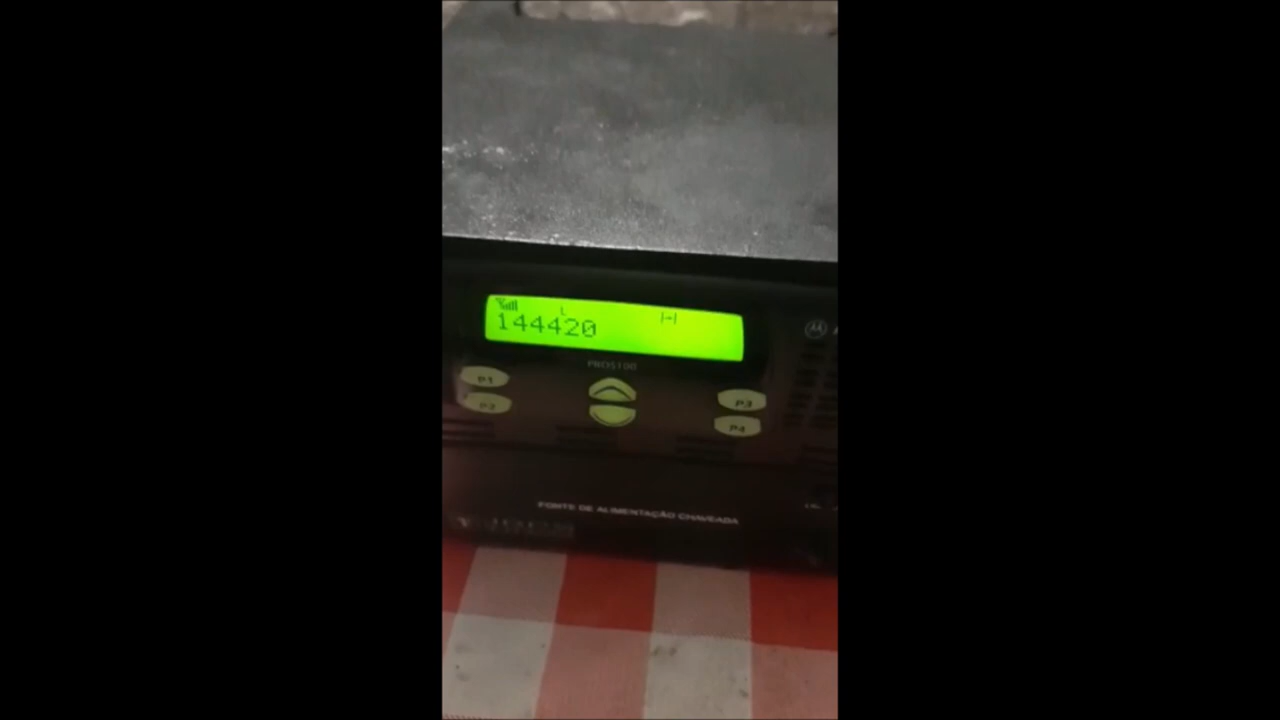 L
144420
PRO5100
P1
P3
P2
P4
FONTE DE ALIMENTAÇÃO CHAVEADA